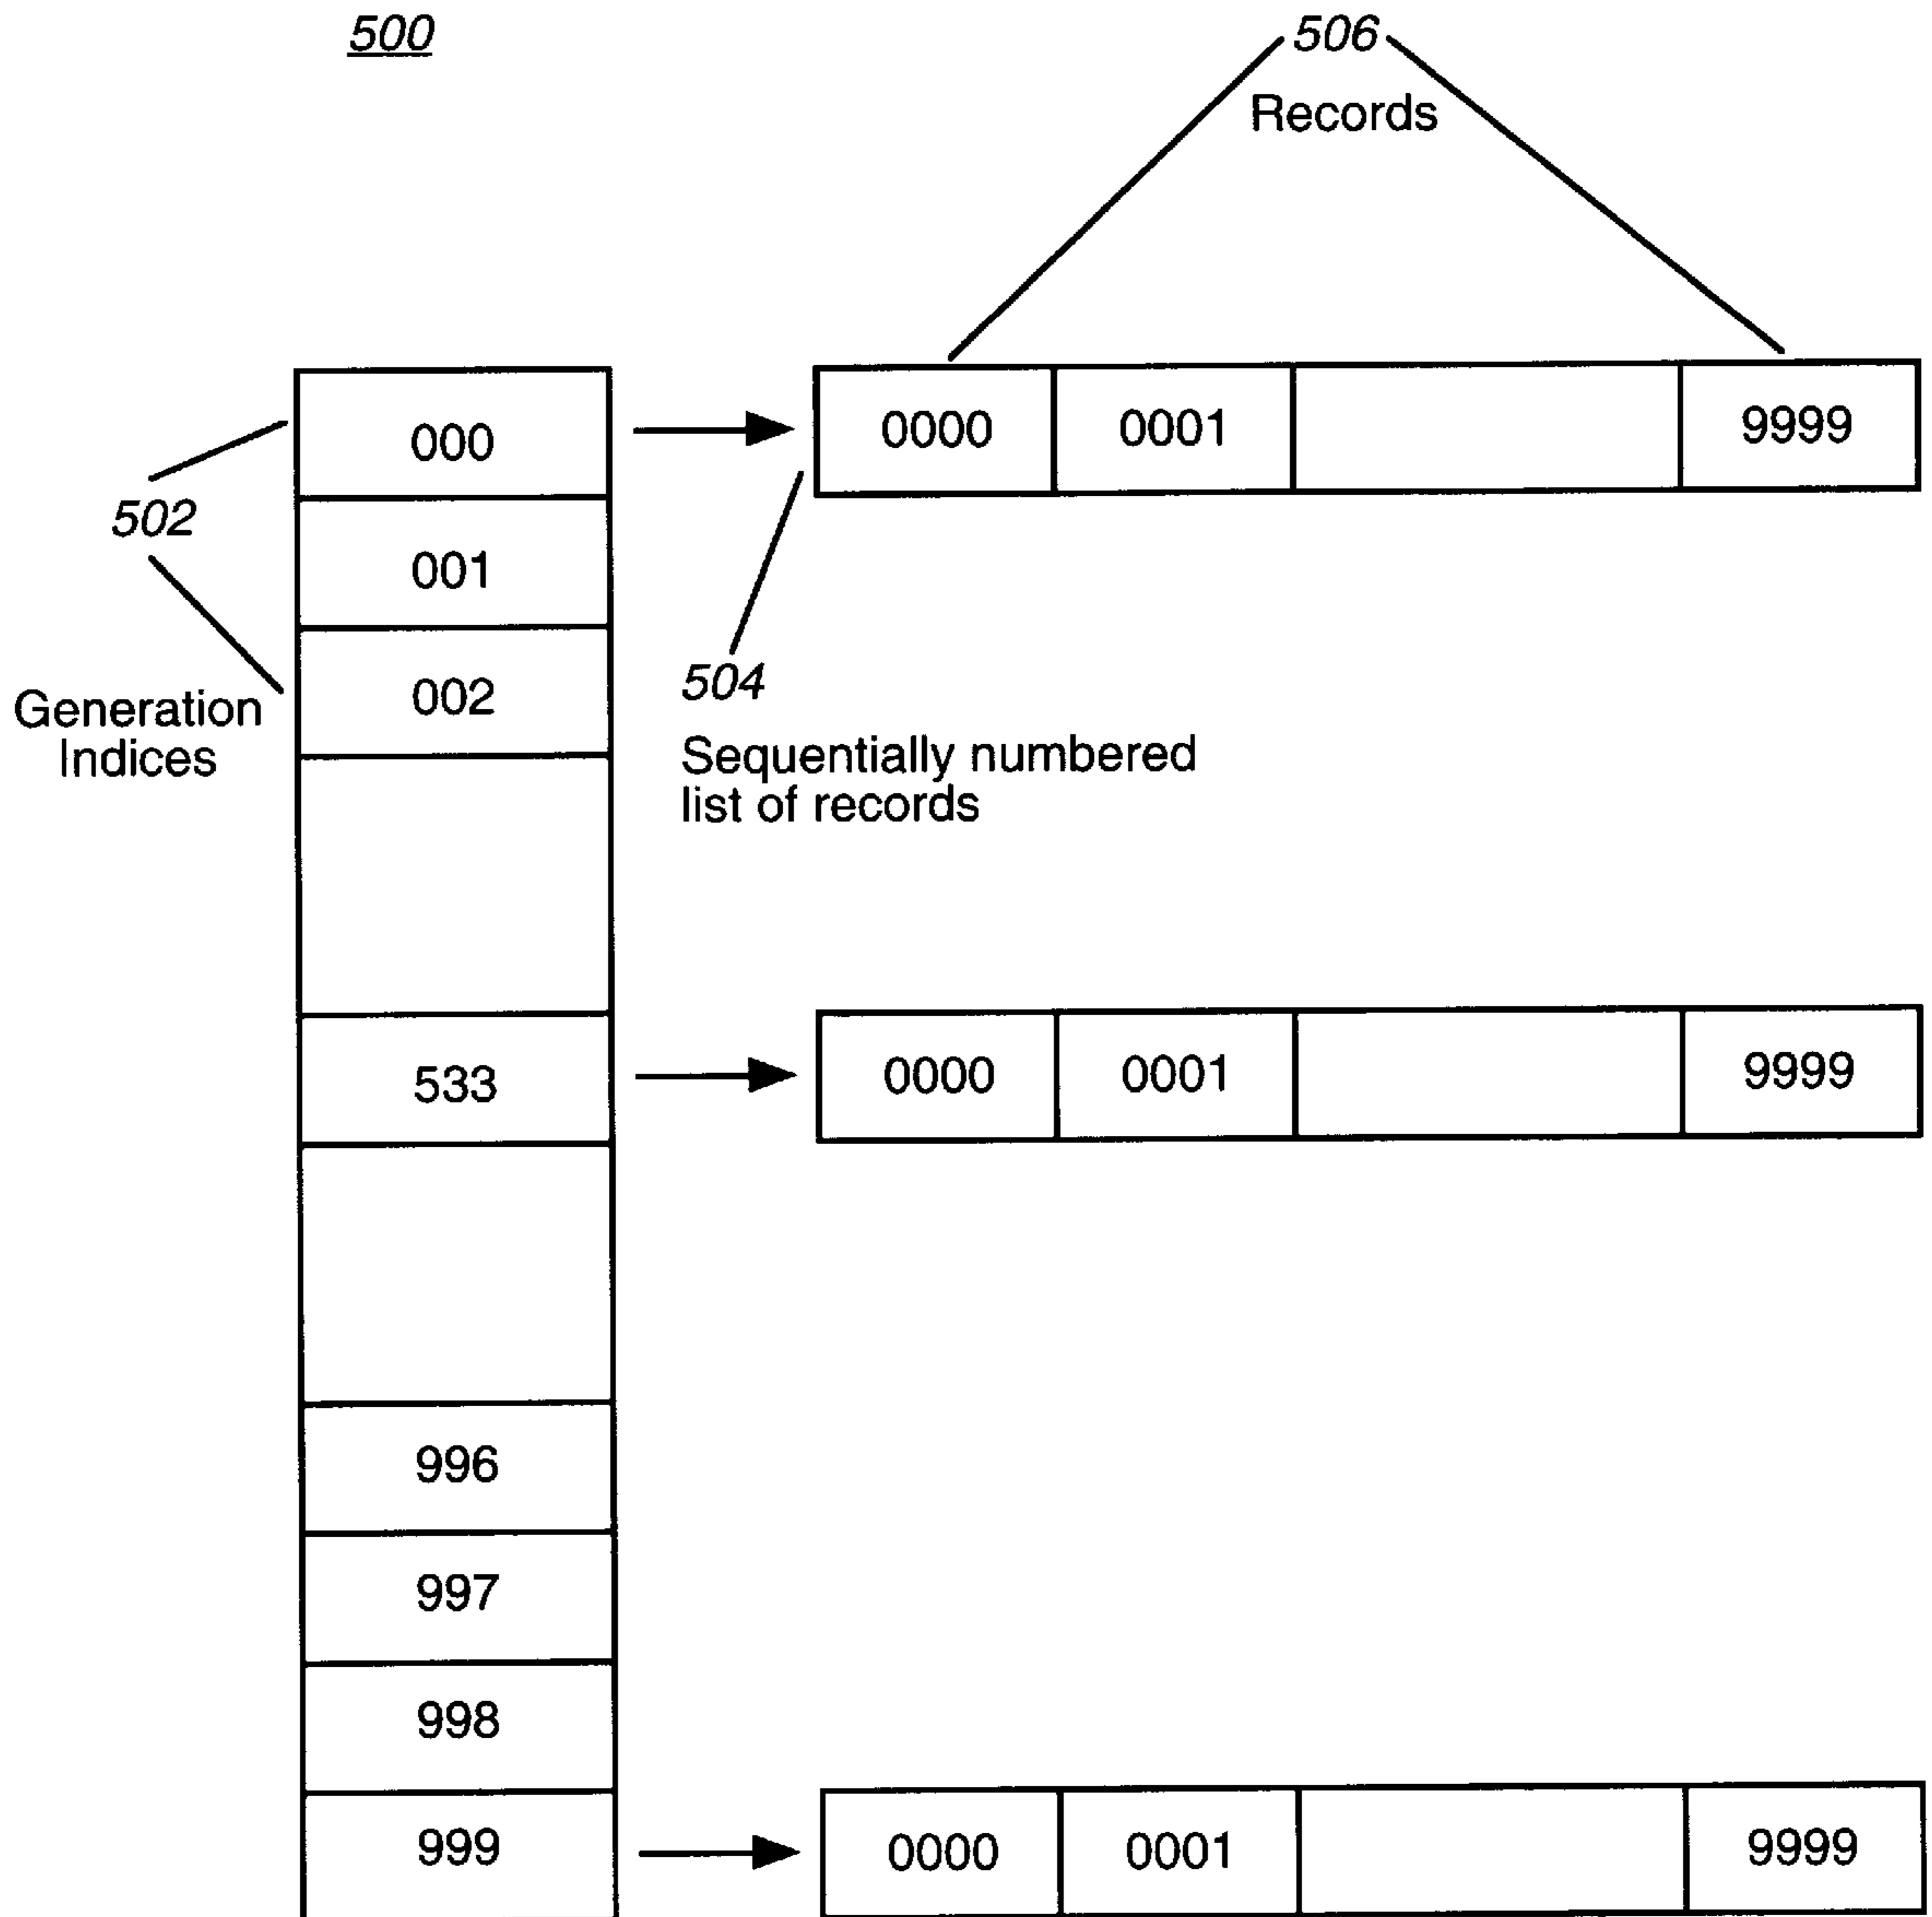 500
506
Records
000
0000 0001 9999
502
001
Generation
Indices
002
504
Sequentially numbered
list of records
533
0000 0001 9999
996
997
998
999
0000 0001 9999